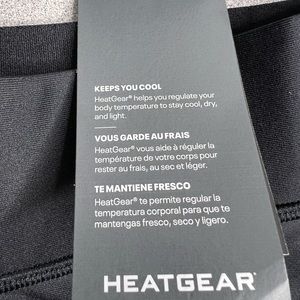 KEEPS YOU COOL
HeatGear® helps you regulate your
body temperature to stay cool, dry,
and light.
VOUS GARDE AU FRAIS
HeatGear® vous aide à réguler la
température de votre corps pour
rester au frais, au sec et léger.
TE MANTIENE FRESCO
HeatGear® te permite regular la
temperatura corporal para que te
mantengas fresco, seco y ligero.
HEATGEAR®